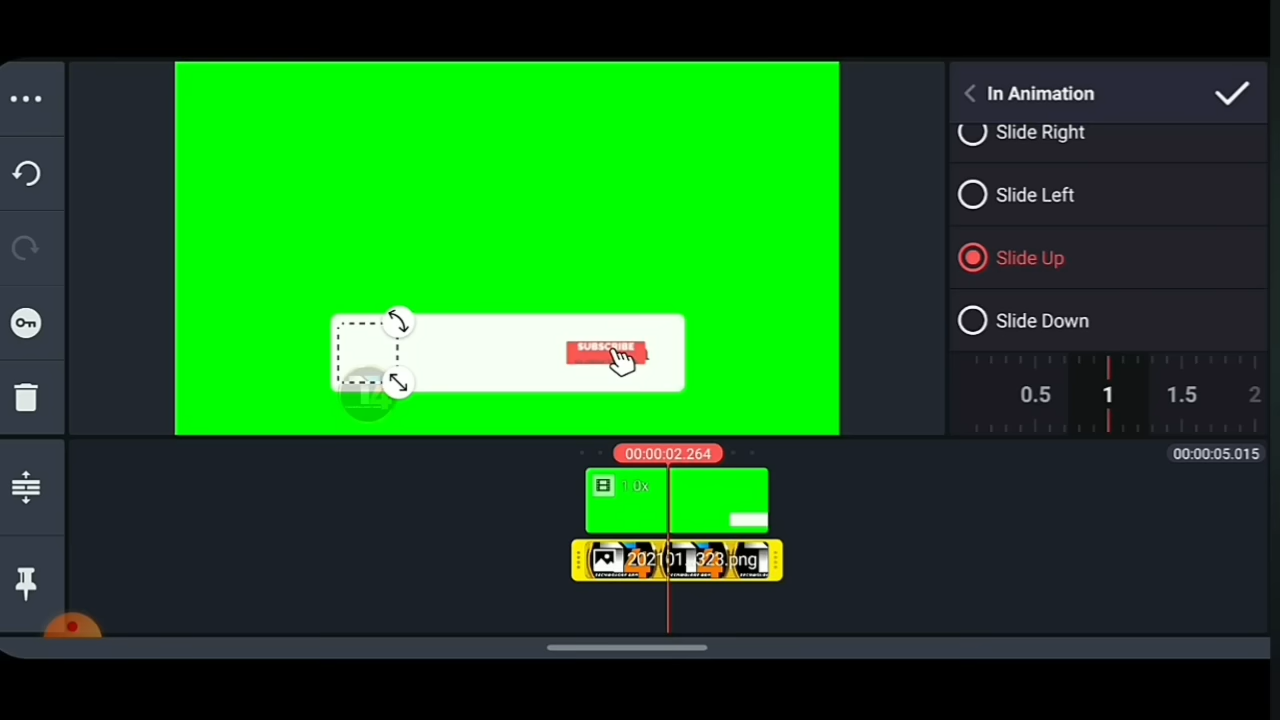 In Animation
Slide Right
Slide Left
Slide Up
Slide Down
0.5 1 1.5 2
SUBSCRIBE
14
00:00:02.264
00:00:05.015
1.0x
202101...323.png